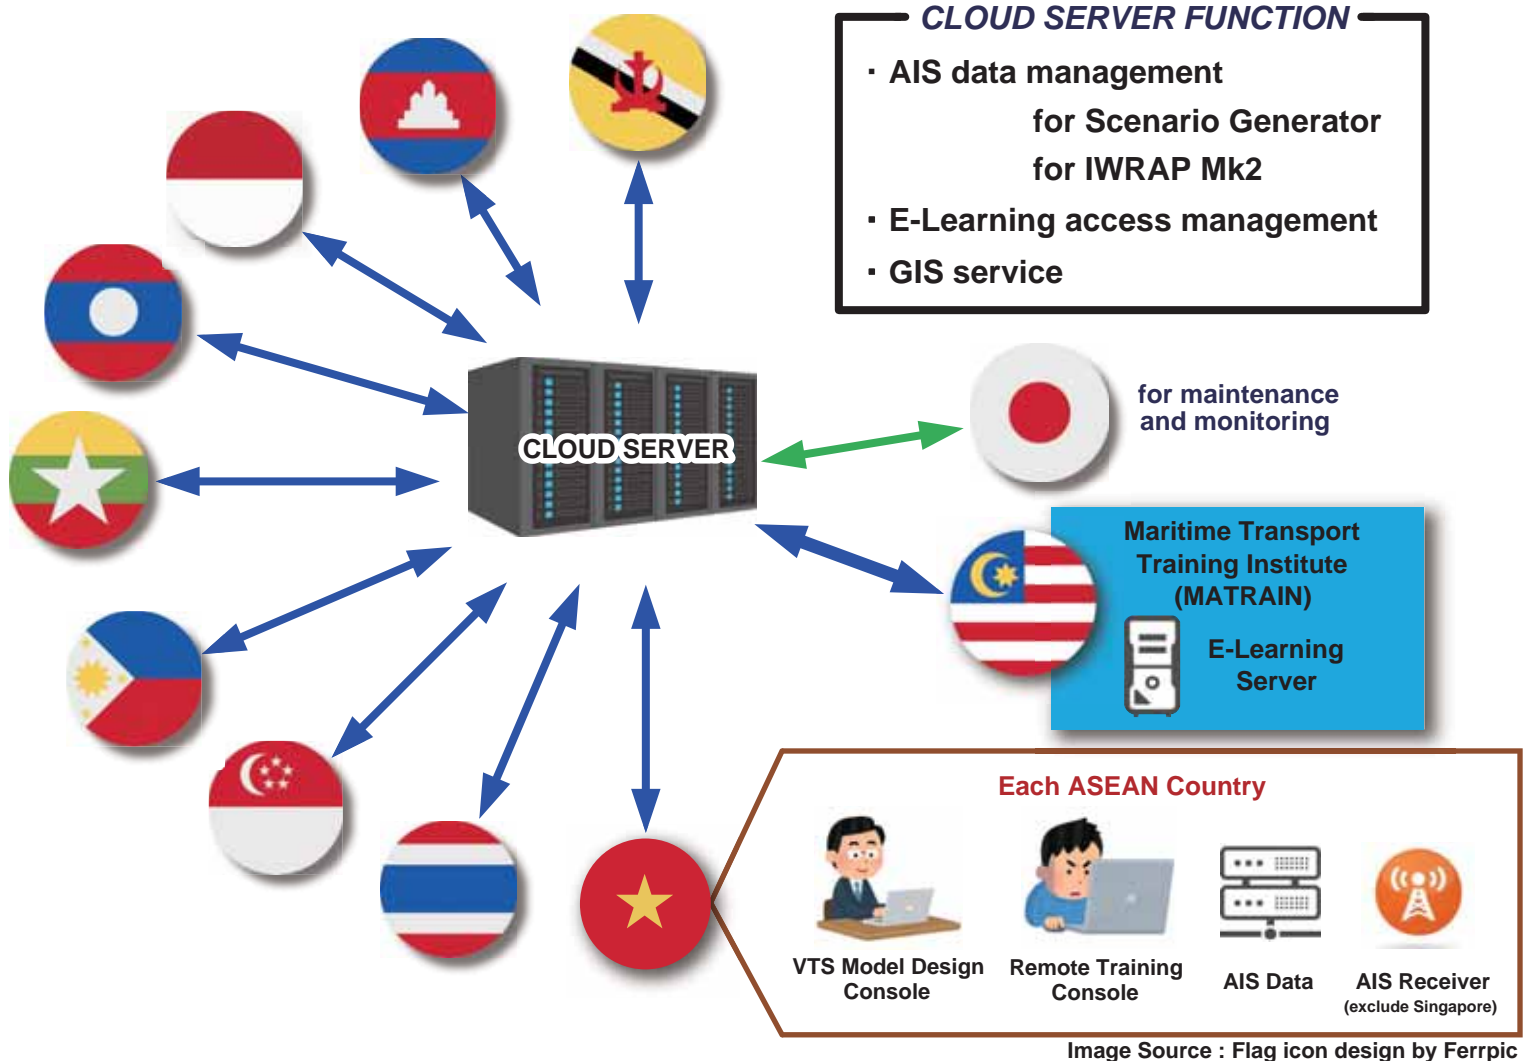 CLOUD SERVER FUNCTION
· AIS data management
for Scenario Generator
for IWRAP Mk2
· E-Learning access management
· GIS service
CLOUD SERVER
for maintenance
and monitoring
Maritime Transport
Training Institute
(MATRAIN)
E-Learning
Server
Each ASEAN Country
VTS Model Design
Console
Remote Training
Console
AIS Data
AIS Receiver
(exclude Singapore)
Image Source : Flag icon design by Ferrpic